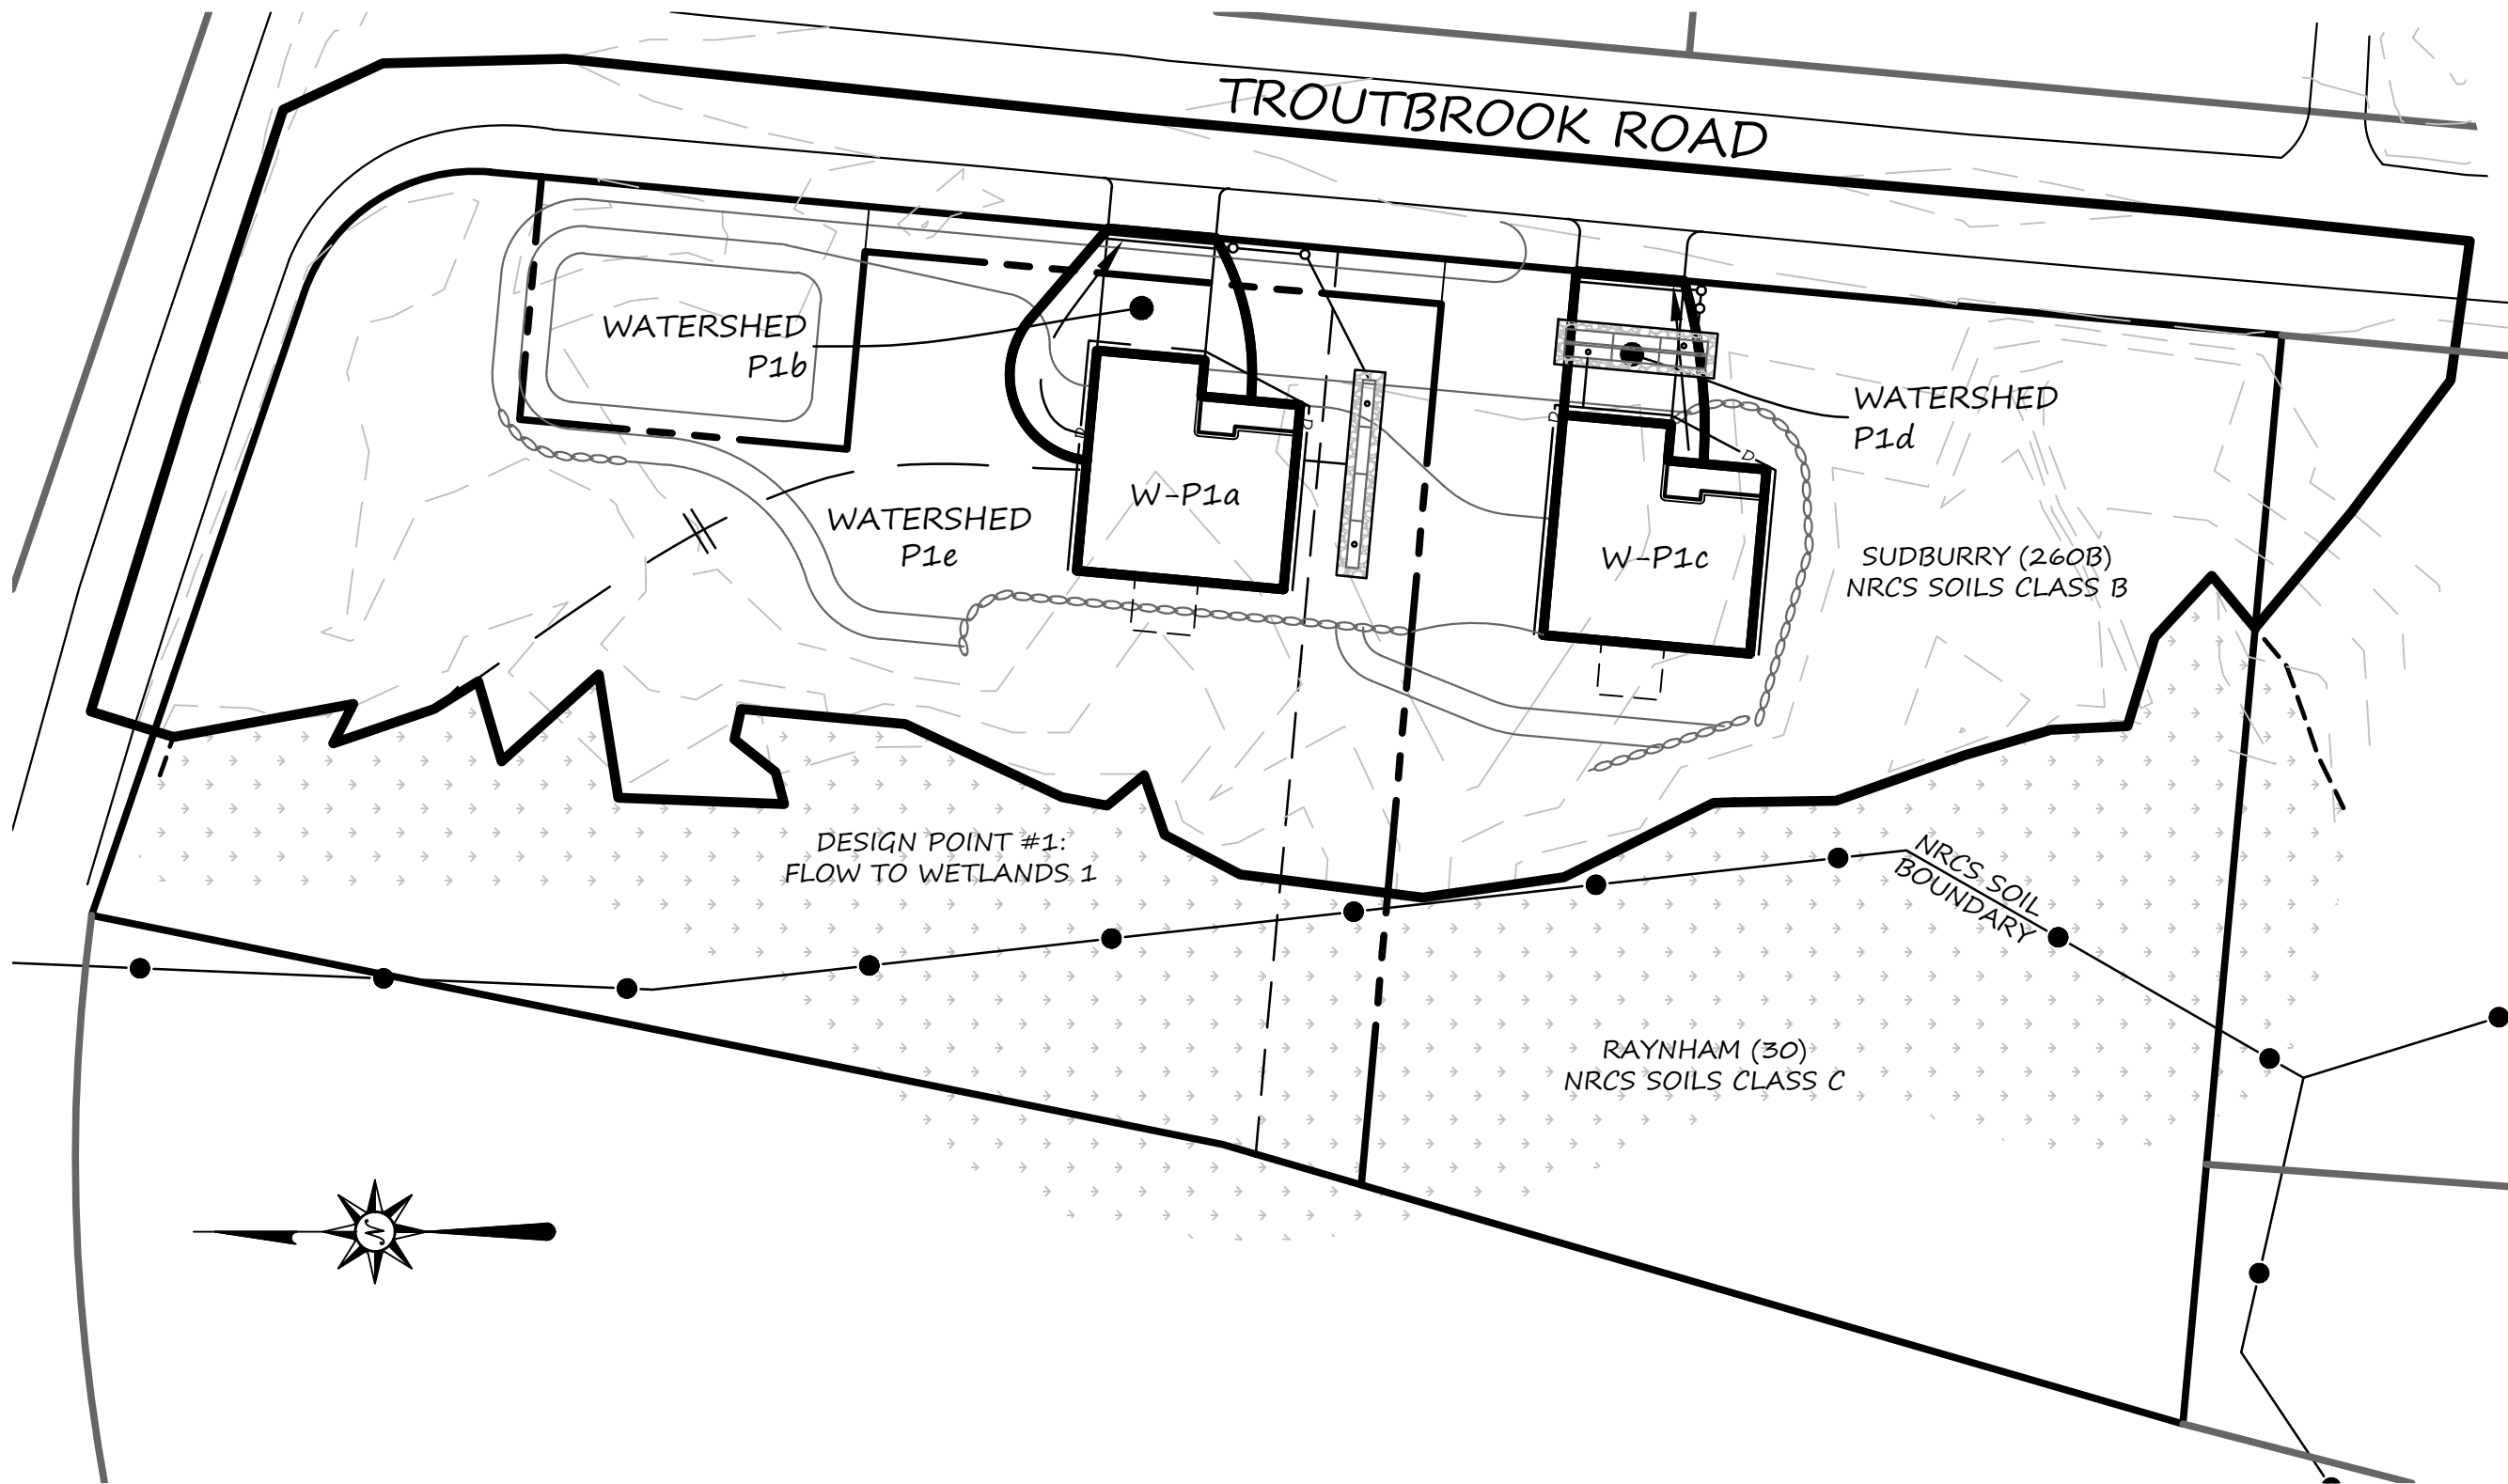 TROUTBROOK ROAD
WATERSHED
P1b
WATERSHED
P1d
W-P1a
WATERSHED
P1e
W-P1c
SUDBURRY (260B)
NRCS SOILS CLASS B
DESIGN POINT #1:
FLOW TO WETLANDS 1
NRCS SOIL
BOUNDARY
RAYNHAM (30)
NRCS SOILS CLASS C
D
D
D
D
N